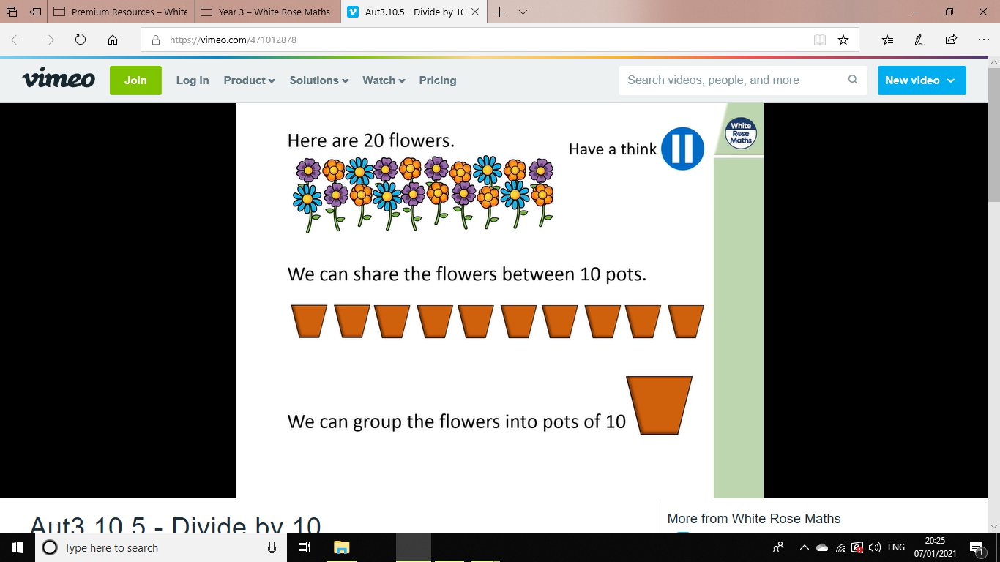 Premium Resources – White
Year 3 – White Rose Maths
Aut3.10.5 - Divide by 10
https://vimeo.com/471012878
vimeo
Join
Log in
Product
Solutions
Watch
Pricing
Search videos, people, and more
New video
Here are 20 flowers.
Have a think
White
Rose
Maths
We can share the flowers between 10 pots.
We can group the flowers into pots of 10
Aut3.10.5 - Divide by 10
More from White Rose Maths
Type here to search
ENG
20:25
07/01/2021
1